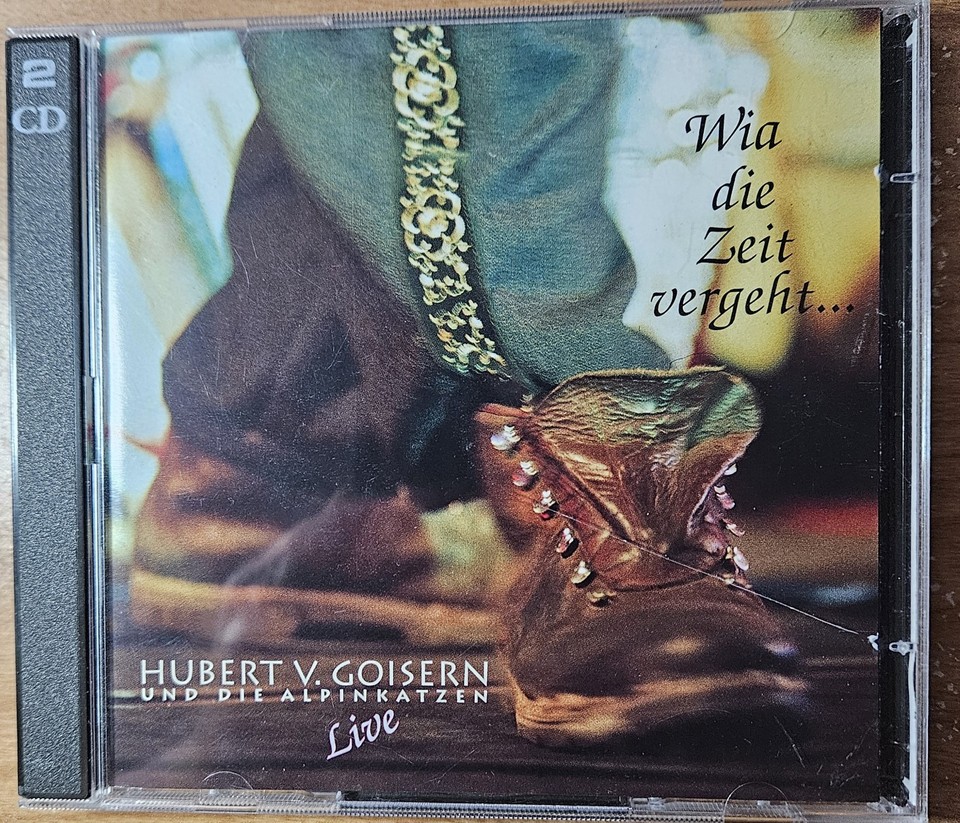 2
CD
Wia
die
Zeit
vergeht...
HUBERT V. GOISERN
UND DIE ALPINKATZEN
Live